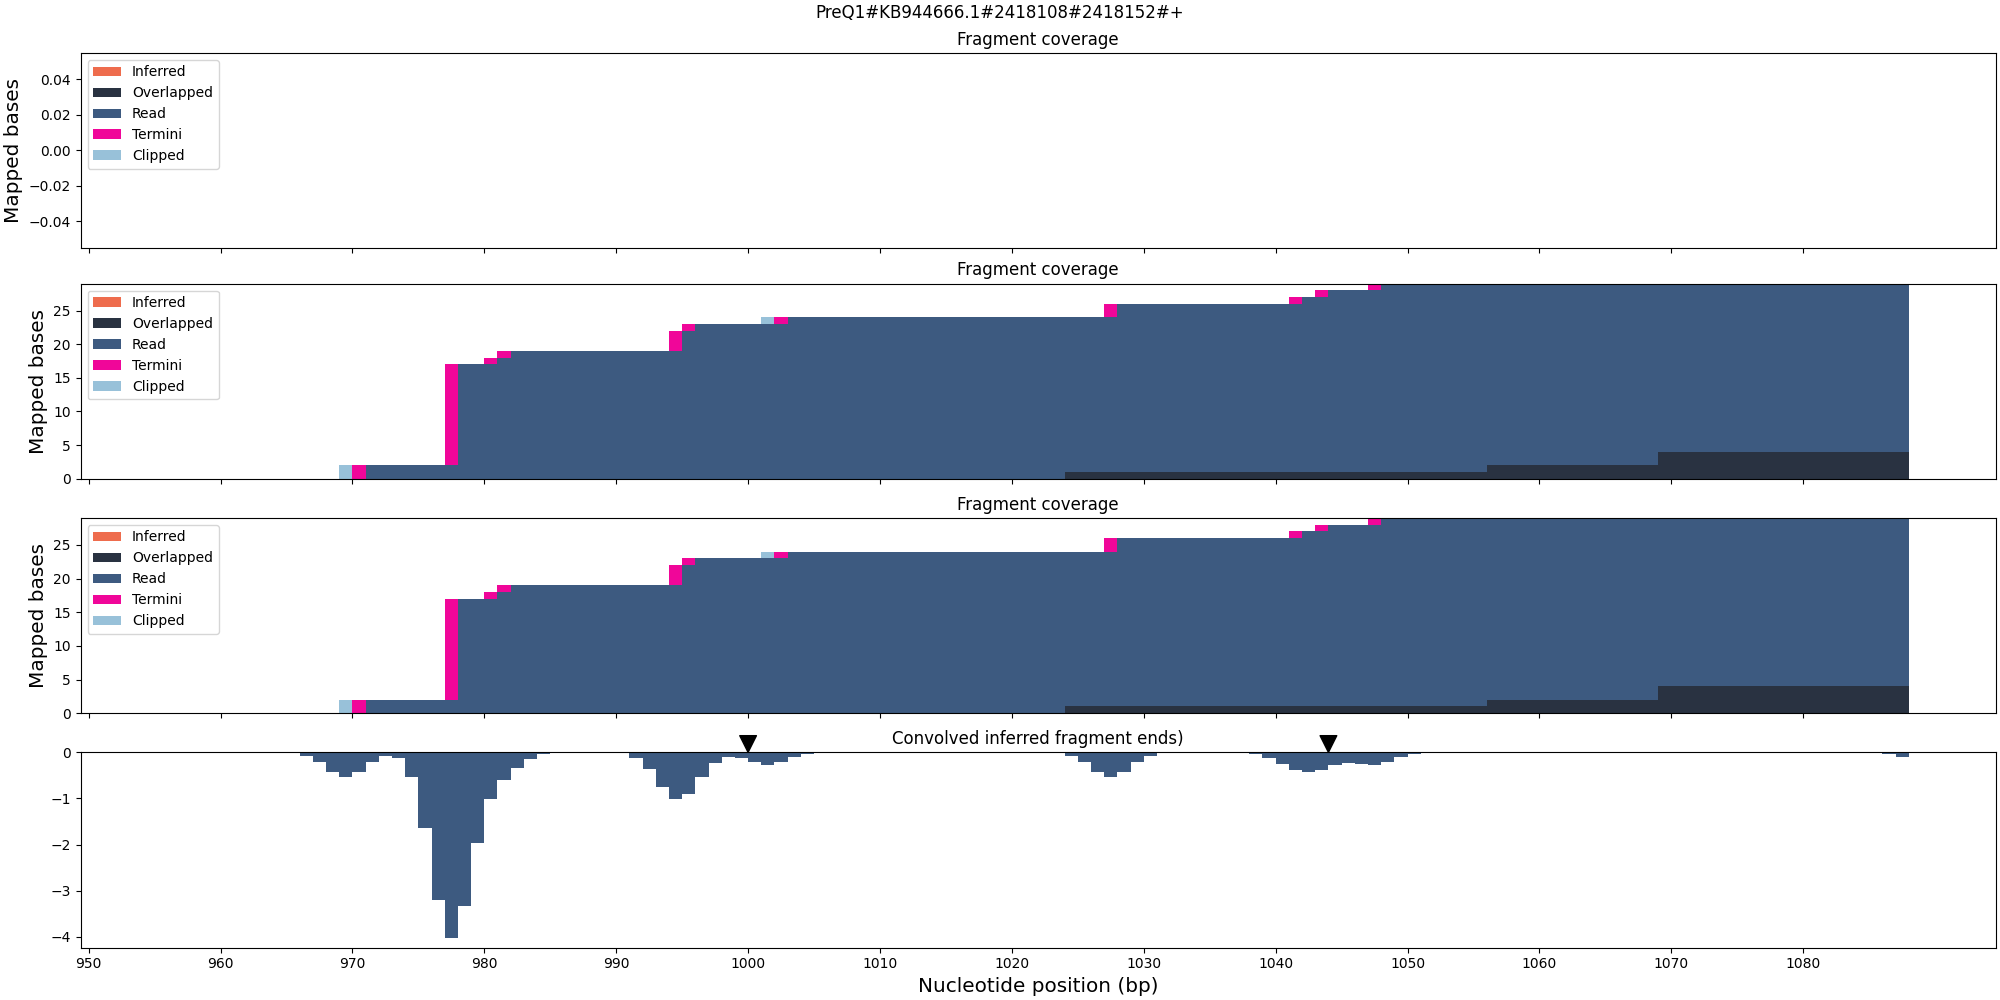 PreQ1#KB944666.1#2418108#2418152#+
Fragment coverage
Mapped bases
0.04
0.02
0.00
−0.02
−0.04
Inferred
Overlapped
Read
Termini
Clipped
Fragment coverage
Mapped bases
25
20
15
10
5
0
Inferred
Overlapped
Read
Termini
Clipped
Fragment coverage
Mapped bases
25
20
15
10
5
0
Inferred
Overlapped
Read
Termini
Clipped
Convolved inferred fragment ends)
0
−1
−2
−3
−4
950 960 970 980 990 1000 1010 1020 1030 1040 1050 1060 1070 1080
Nucleotide position (bp)